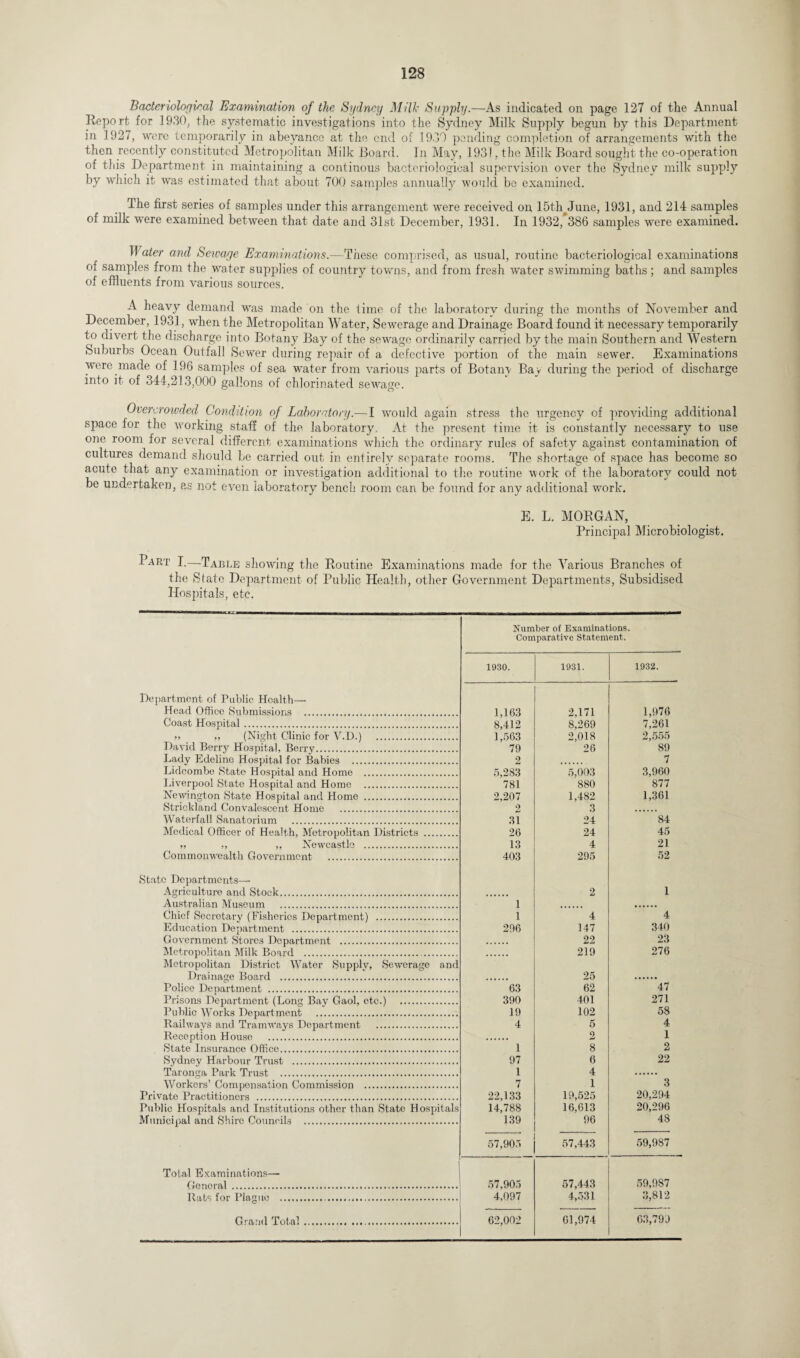 128
Bacteriological Examination of the Sydney Milk Supply.—As indicated on page 127 of the Annual
Report for 1930, the systematic investigations into the Sydney Milk Supply begun by this Department
in 1927, were temporarily in abeyance at the end of 1930 pending completion of arrangements with the
then recently constituted Metropolitan Milk Board. In May, 1931, the Milk Board sought the co-operation
of this Department in maintaining a continous bacteriological supervision over the Sydney milk supply
by which it was estimated that about 700 samples annually would be examined.
The first series of samples under this arrangement were received on 15th June, 1931, and 214 samples
of milk were examined between that date and 31st December, 1931. In 1932, 386 samples were examined.
Water and Sewage Examinations.—These comprised, as usual, routine bacteriological examinations
of samples from the water supplies of country towns, and from fresh water swimming baths; and samples
of effluents from various sources.
A heavy demand was made on the time of the laboratory during the months of November and
December, 1931, when the Metropolitan Water, Sewerage and Drainage Board found it necessary temporarily
to divert the discharge into Botany Bay of the sewage ordinarily carried by the main Southern and Western
Suburbs Ocean Outfall Sewer during repair of a defective portion of the main sewer. Examinations
were made of 196 samples of sea water from various parts of Botany Bay during the period of discharge
into it of 344,213,000 gallons of chlorinated sewage.
Overcrowded Condition of Laboratory.—I would again stress the urgency of providing additional
space for the working staff of the laboratory. At the present time it is constantly necessary to use
one room for several different examinations which the ordinary rules of safety against contamination of
cultures demand should be carried out in entirely separate rooms. The shortage of space has become so
acute that any examination or investigation additional to the routine work of the laboratory could not
be undertaken, as not even laboratory bench room can be found for any additional work.
E. L. MORGAN,
Principal Microbiologist.
PART I.—TABLE showing the Routine Examinations made for the Various Branches of
the State Department of Public Health, other Government Departments, Subsidised
Hospitals, etc.
Number of Examinations.
Comparative Statement.
1930. 1931. 1932.
Department of Public Health—
Head Office Submissions 1,163 2,171 1,976
Coast Hospital 8,412 8,269 7,261
,, ,, (Night Clinic for V.D.) 1,563 2,018 2,555
David Berry Hospital, Berry 79 26 89
Lady Edeline Hospital for Babies 2 ...... 7
Lidcombe State Hospital and Home 5,283 5,003 3,960
Liverpool State Hospital and Home 781 880 877
Newington State Hospital and Home 2,207 1,482 1,361
Strickland Convalescent Home 2 3 ......
Waterfall Sanatorium 31 24 84
Medical Officer of Health, Metropolitan Districts 26 24 45
,, ,, ,, Newcastle 13 4 21
Commonwealth Government 403 295 52
State Departments—
Agriculture and Stock ...... 2 1
Australian Museum 1 ...... ......
Chief Secretary (Fisheries Department) 1 4 4
Education Department 296 147 340
Government Stores Department ...... 22 23
Metropolitan Milk Board ...... 219 276
Metropolitan District Water Supply, Sewerage and
Drainage Board ...... 25 ......
Police Department 63 62 47
Prisons Department (Long Bay Gaol, etc.) 390 401 271
Public Works Department 19 102 58
Railways and Tramways Department 4 5 4
Reception House ...... 2 1
State Insurance Office 1 8 2
Sydney Harbour Trust 97 6 22
Taronga Park Trust 1 4 ......
Workers' Compensation Commission 7 1 3
Private Practitioners 22,133 19,525 20,294
Public Hospitals and Institutions other than State Hospitals 14,788 16,613 20,296
Municipal and Shire Councils 139 96 48
57,905 57,443 59,987
Total Examinations—
General 57,905 57,443 59,987
Rats for Plague 4,097 4,531 3,812
Grand Total 62,002 61,974 63,799